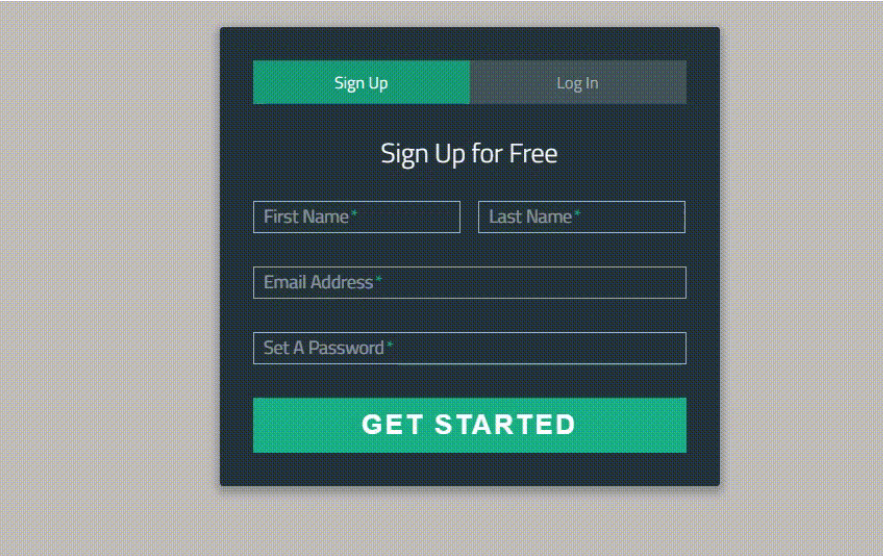 Sign Up Log In
Sign Up for Free
First Name* Last Name*
Email Address*
Set A Password*
GET STARTED